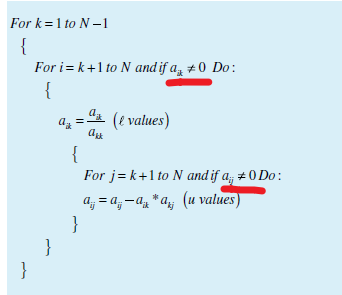 For k = 1 to N − 1
{
For i = k + 1 to N and if a_ik ≠ 0 Do :
{
a_ik = a_ik / a_kk (ℓ values)
{
For j = k + 1 to N and if a_ij ≠ 0 Do :
a_ij = a_ij − a_ik * a_kj (u values)
}
}
}